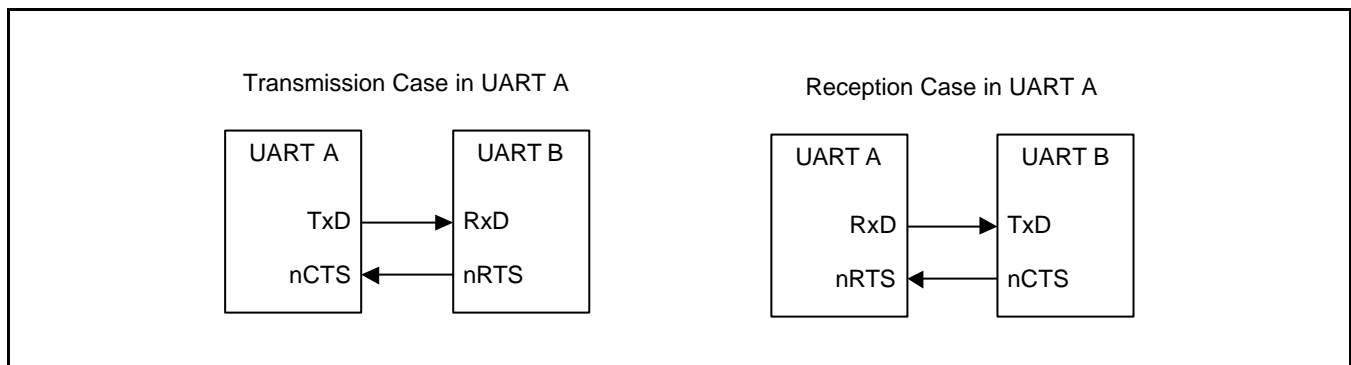 Transmission Case in UART A
UART A
UART B
TxD
RxD
nCTS
nRTS
Reception Case in UART A
UART A
UART B
RxD
TxD
nRTS
nCTS